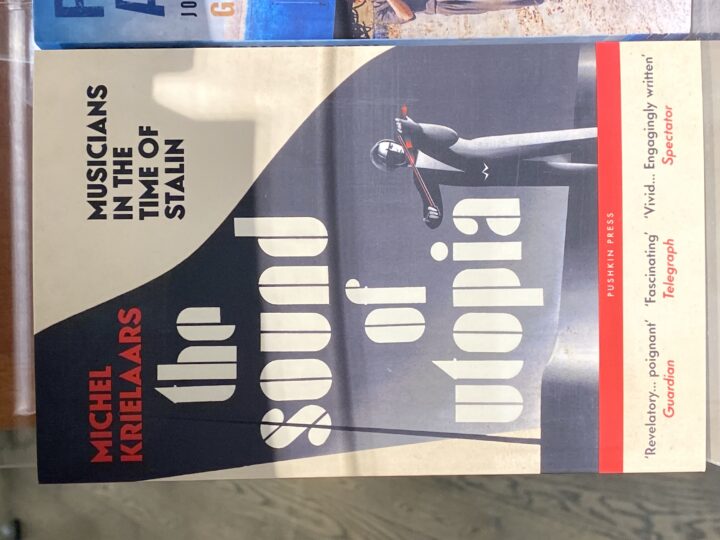 MICHEL
KRIELAARS
MUSICIANS
IN THE
TIME OF
STALIN
the
sound
of
utopia
PUSHKIN PRESS
'Revelatory... poignant'
Guardian
'Fascinating'
Telegraph
'Vivid... Engagingly written'
Spectator